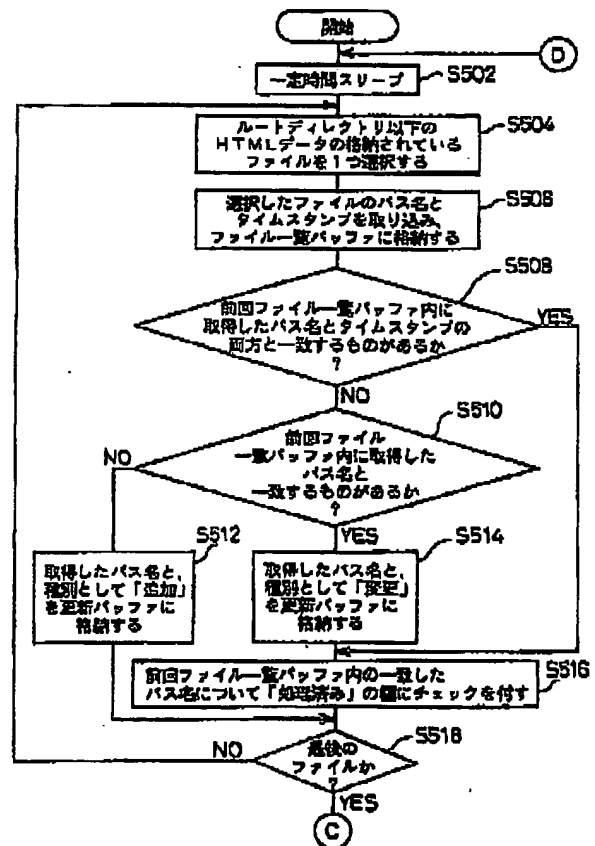 開始
D
一定時間スリープ
S502
ルートディレクトリ以下の
HTMLデータの格納されている
ファイルを1つ選択する
S504
選択したファイルのパス名と
タイムスタンプを取り込み、
ファイル一覧バッファに格納する
S506
S508
前回ファイル一覧バッファ内に
取得したパス名とタイムスタンプの
両方と一致するものがあるか
?
YES
NO
S510
前回ファイル
一覧バッファ内に取得した
パス名と
一致するものがあるか
?
NO
YES
S512
取得したパス名と、
種別として「追加」
を更新バッファに
格納する
S514
取得したパス名と、
種別として「変更」
を更新バッファに
格納する
前回ファイル一覧バッファ内の一致した
パス名について「処理済み」の欄にチェックを付す
S516
S518
最後の
ファイルか
?
NO
YES
C